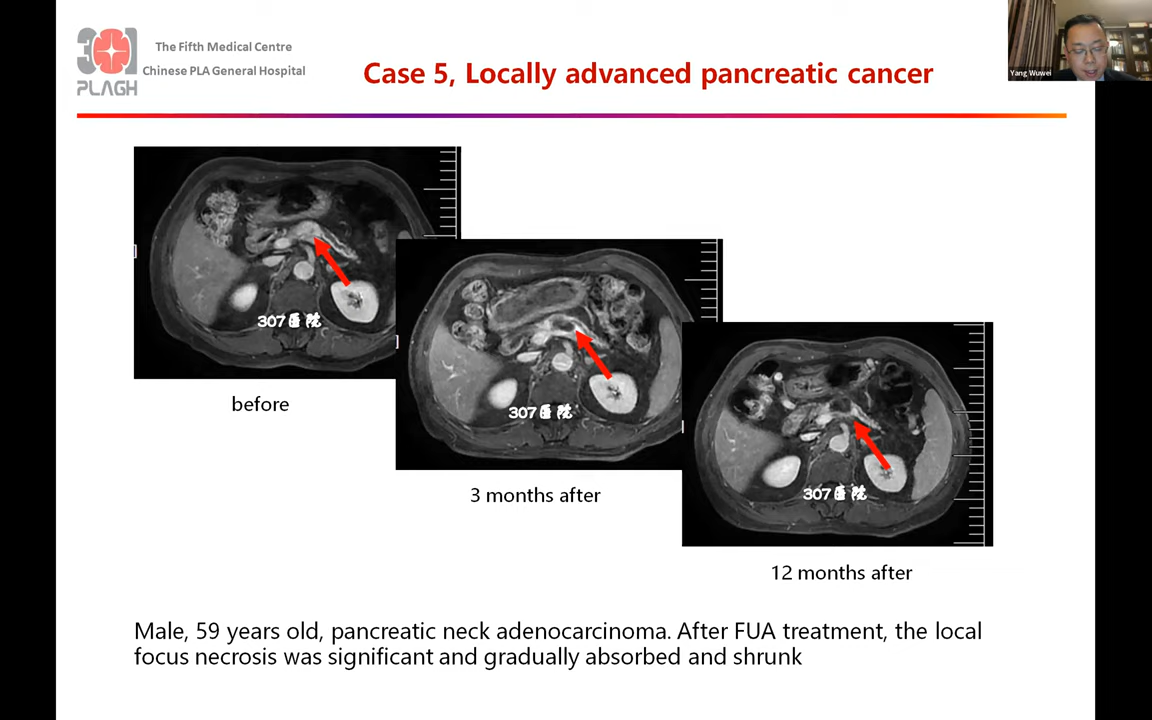 301
PLAGH
The Fifth Medical Centre
Chinese PLA General Hospital
Case 5, Locally advanced pancreatic cancer
Yang Wuwei
307医院
before
307医院
3 months after
307医院
12 months after
Male, 59 years old, pancreatic neck adenocarcinoma. After FUA treatment, the local
focus necrosis was significant and gradually absorbed and shrunk